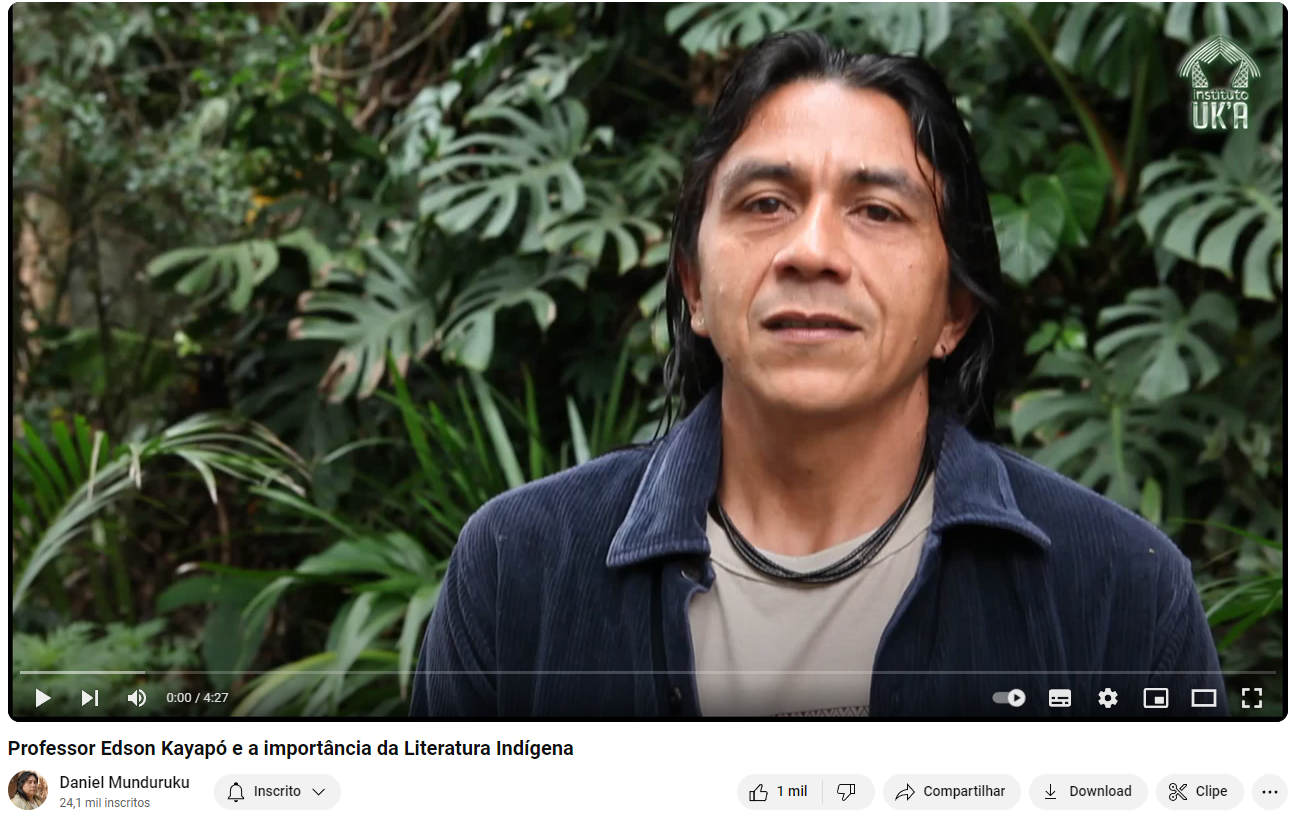 instituto
UK'A
0:00 / 4:27
Professor Edson Kayapó e a importância da Literatura Indígena
Daniel Munduruku
24,1 mil inscritos
Inscrito
1 mil
Compartilhar
Download
Clipe